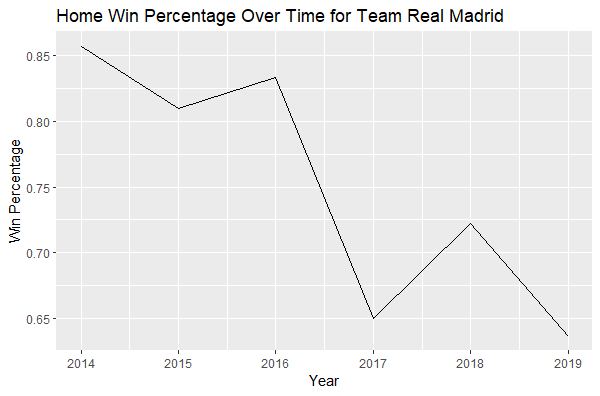 Home Win Percentage Over Time for Team Real Madrid
Win Percentage
0.85
0.80
0.75
0.70
0.65
2014 2015 2016 2017 2018 2019
Year